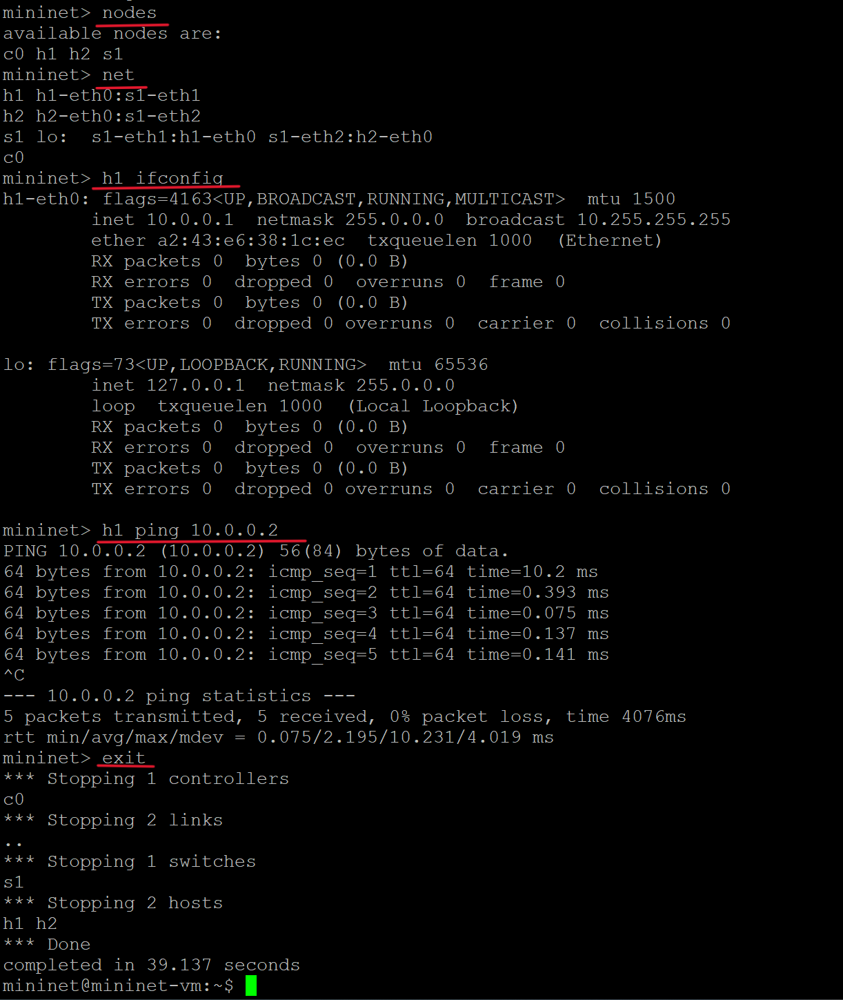 mininet> nodes
available nodes are:
c0 h1 h2 s1
mininet> net
h1 h1-eth0:s1-eth1
h2 h2-eth0:s1-eth2
s1 lo:  s1-eth1:h1-eth0 s1-eth2:h2-eth0
c0
mininet> h1 ifconfig
h1-eth0: flags=4163<UP,BROADCAST,RUNNING,MULTICAST>  mtu 1500
        inet 10.0.0.1  netmask 255.0.0.0  broadcast 10.255.255.255
        ether a2:43:e6:38:1c:ec  txqueuelen 1000  (Ethernet)
        RX packets 0  bytes 0 (0.0 B)
        RX errors 0  dropped 0  overruns 0  frame 0
        TX packets 0  bytes 0 (0.0 B)
        TX errors 0  dropped 0 overruns 0  carrier 0  collisions 0

lo: flags=73<UP,LOOPBACK,RUNNING>  mtu 65536
        inet 127.0.0.1  netmask 255.0.0.0
        loop  txqueuelen 1000  (Local Loopback)
        RX packets 0  bytes 0 (0.0 B)
        RX errors 0  dropped 0  overruns 0  frame 0
        TX packets 0  bytes 0 (0.0 B)
        TX errors 0  dropped 0 overruns 0  carrier 0  collisions 0

mininet> h1 ping 10.0.0.2
PING 10.0.0.2 (10.0.0.2) 56(84) bytes of data.
64 bytes from 10.0.0.2: icmp_seq=1 ttl=64 time=10.2 ms
64 bytes from 10.0.0.2: icmp_seq=2 ttl=64 time=0.393 ms
64 bytes from 10.0.0.2: icmp_seq=3 ttl=64 time=0.075 ms
64 bytes from 10.0.0.2: icmp_seq=4 ttl=64 time=0.137 ms
64 bytes from 10.0.0.2: icmp_seq=5 ttl=64 time=0.141 ms
^C
--- 10.0.0.2 ping statistics ---
5 packets transmitted, 5 received, 0% packet loss, time 4076ms
rtt min/avg/max/mdev = 0.075/2.195/10.231/4.019 ms
mininet> exit
*** Stopping 1 controllers
c0
*** Stopping 2 links
..
*** Stopping 1 switches
s1
*** Stopping 2 hosts
h1 h2
*** Done
completed in 39.137 seconds
mininet@mininet-vm:~$